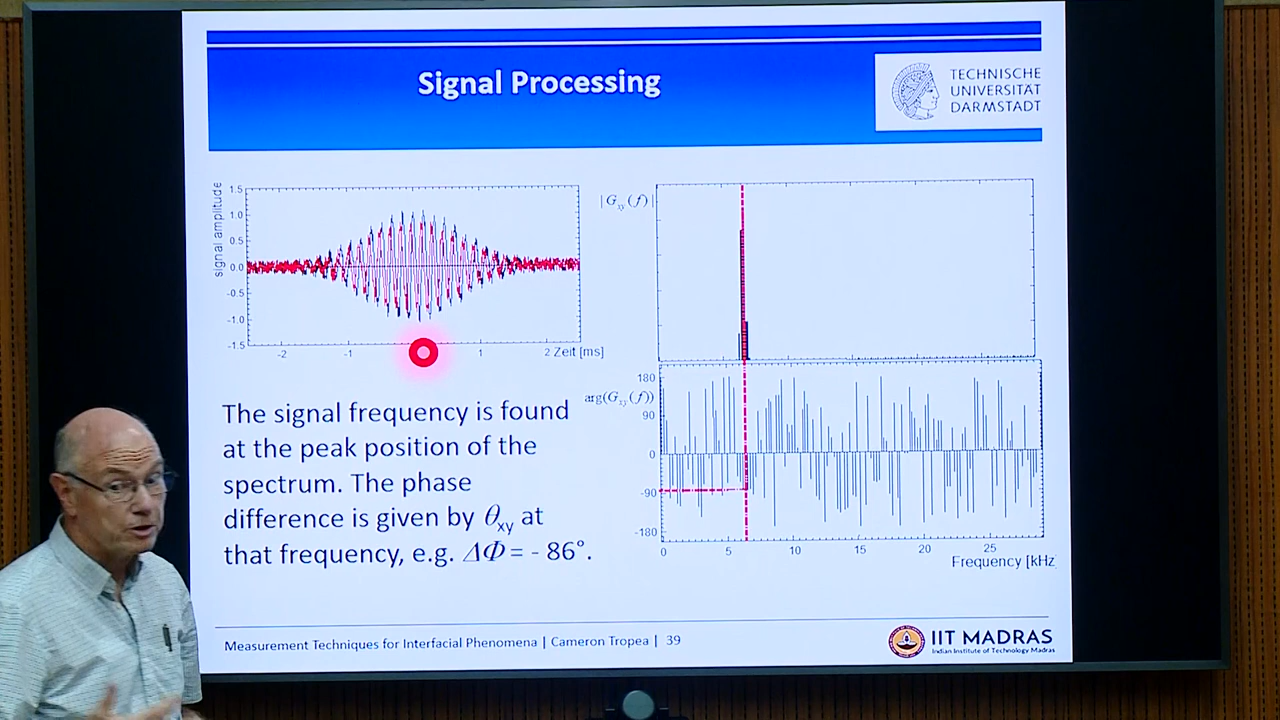 Signal Processing
TECHNISCHE
UNIVERSITÄT
DARMSTADT
signal amplitude
1.5
1.0
0.5
0.0
-0.5
-1.0
-1.5
-2
-1
1
2 Zeit [ms]
|Gxy(f)|
arg(Gxy(f))
180
90
0
-90
-180
0
5
10
15
20
25
Frequency [kHz
The signal frequency is found
at the peak position of the
spectrum. The phase
difference is given by θxy at
that frequency, e.g. ΔΦ = - 86°.
Measurement Techniques for Interfacial Phenomena | Cameron Tropea | 39
IIT MADRAS
Indian Institute of Technology Madras